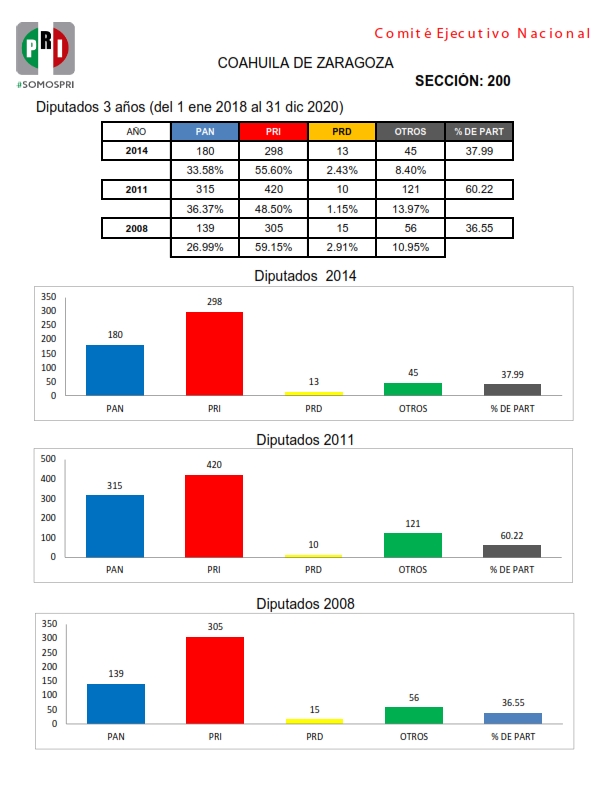 Comité Ejecutivo Nacional
PRI
#SOMOSPRI
COAHUILA DE ZARAGOZA
SECCIÓN: 200
Diputados 3 años (del 1 ene 2018 al 31 dic 2020)
AÑO PAN PRI PRD OTROS % DE PART
2014 180 298 13 45 37.99
33.58% 55.60% 2.43% 8.40%
2011 315 420 10 121 60.22
36.37% 48.50% 1.15% 13.97%
2008 139 305 15 56 36.55
26.99% 59.15% 2.91% 10.95%
Diputados 2014
350
300
250
200
150
100
50
0
180 298 13 45 37.99
PAN PRI PRD OTROS % DE PART
Diputados 2011
500
400
300
200
100
0
315 420 10 121 60.22
PAN PRI PRD OTROS % DE PART
Diputados 2008
350
300
250
200
150
100
50
0
139 305 15 56 36.55
PAN PRI PRD OTROS % DE PART